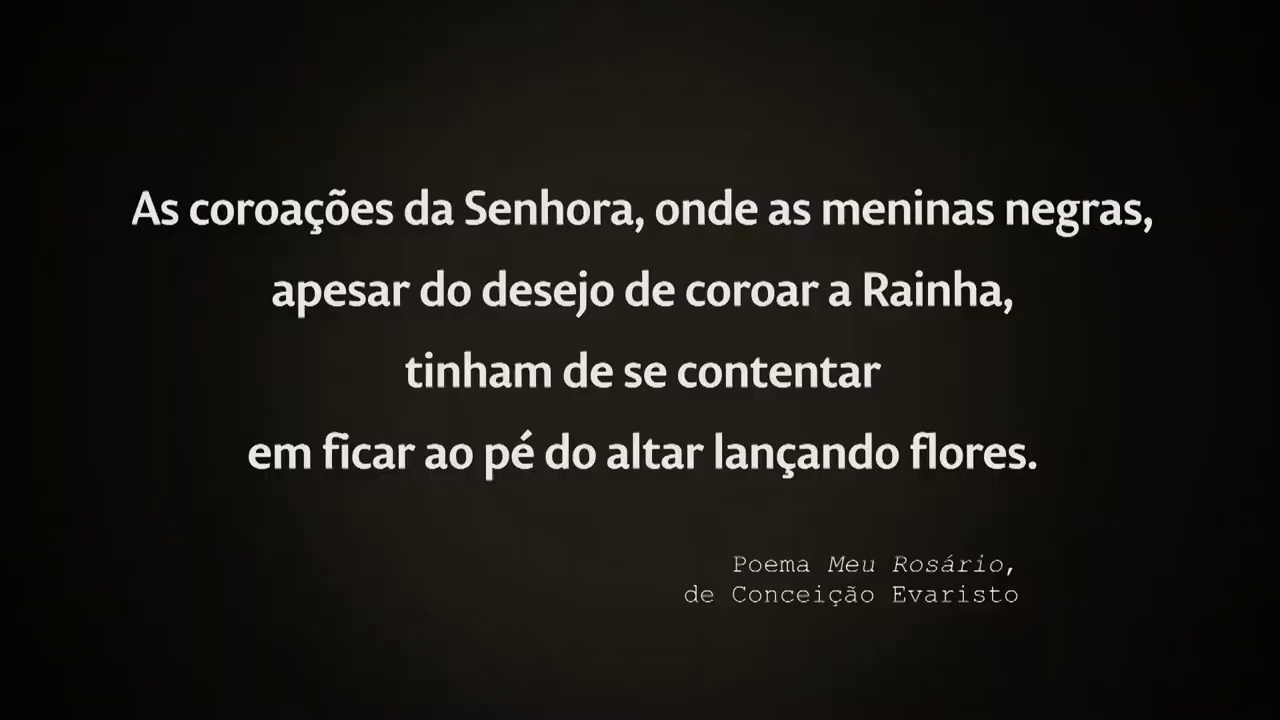 As coroações da Senhora, onde as meninas negras,
apesar do desejo de coroar a Rainha,
tinham de se contentar
em ficar ao pé do altar lançando flores.
Poema Meu Rosário,
de Conceição Evaristo